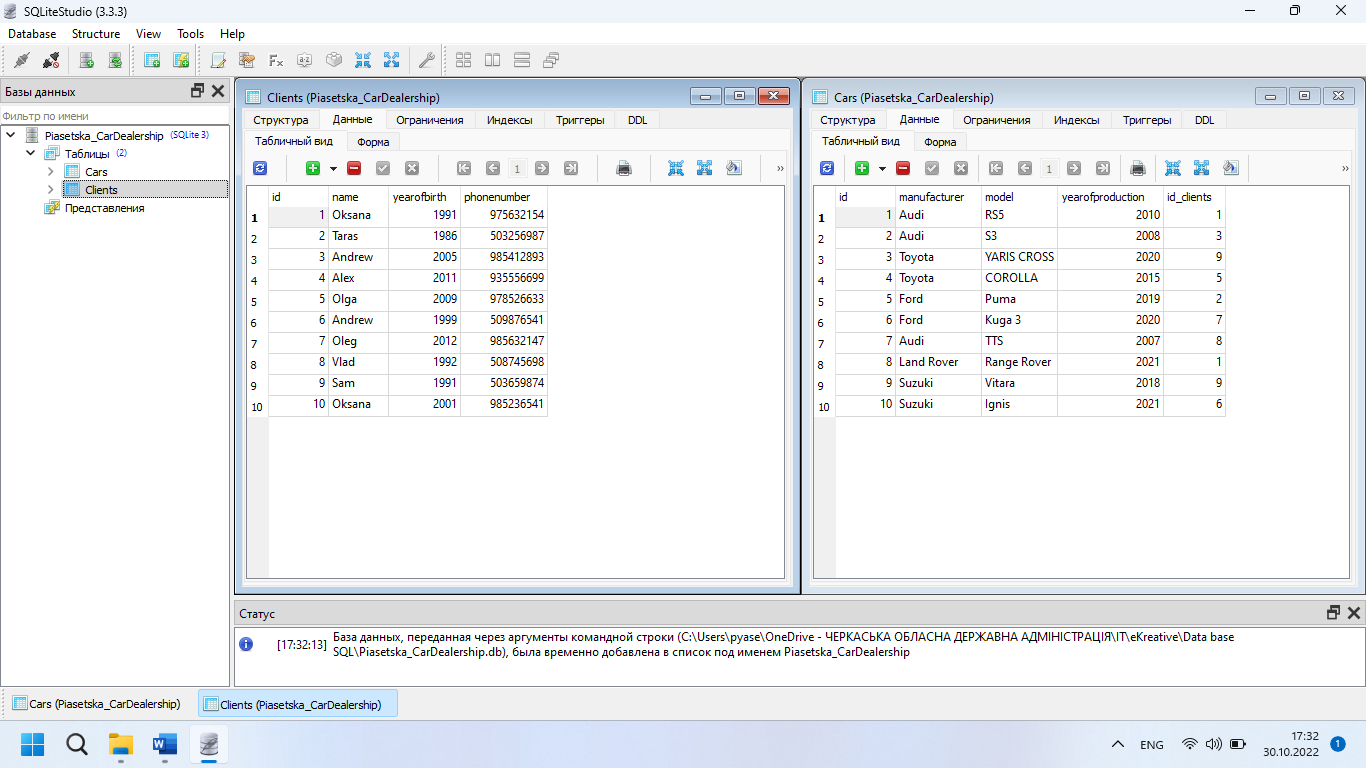 SQLiteStudio (3.3.3)
Database Structure View Tools Help
Базы данных
Фильтр по имени
Piasetska_CarDealership (SQLite 3)
Таблицы (2)
Cars
Clients
Представления
Clients (Piasetska_CarDealership)
Структура Данные Ограничения Индексы Триггеры DDL
Табличный вид Форма
1
id name yearofbirth phonenumber
1 1 Oksana 1991 975632154
2 2 Taras 1986 503256987
3 3 Andrew 2005 985412893
4 4 Alex 2011 935556699
5 5 Olga 2009 978526633
6 6 Andrew 1999 509876541
7 7 Oleg 2012 985632147
8 8 Vlad 1992 508745698
9 9 Sam 1991 503659874
10 10 Oksana 2001 985236541
Cars (Piasetska_CarDealership)
Структура Данные Ограничения Индексы Триггеры DDL
Табличный вид Форма
1
id manufacturer model yearofproduction id_clients
1 1 Audi RS5 2010 1
2 2 Audi S3 2008 3
3 3 Toyota YARIS CROSS 2020 9
4 4 Toyota COROLLA 2015 5
5 5 Ford Puma 2019 2
6 6 Ford Kuga 3 2020 7
7 7 Audi TTS 2007 8
8 8 Land Rover Range Rover 2021 1
9 9 Suzuki Vitara 2018 9
10 10 Suzuki Ignis 2021 6
Статус
[17:32:13] База данных, переданная через аргументы командной строки (C:\Users\pyase\OneDrive - ЧЕРКАСЬКА ОБЛАСНА ДЕРЖАВНА АДМІНІСТРАЦІЯ\IT\eKreative\Data base
SQL\Piasetska_CarDealership.db), была временно добавлена в список под именем Piasetska_CarDealership
Cars (Piasetska_CarDealership) Clients (Piasetska_CarDealership)
ENG
17:32
30.10.2022
1